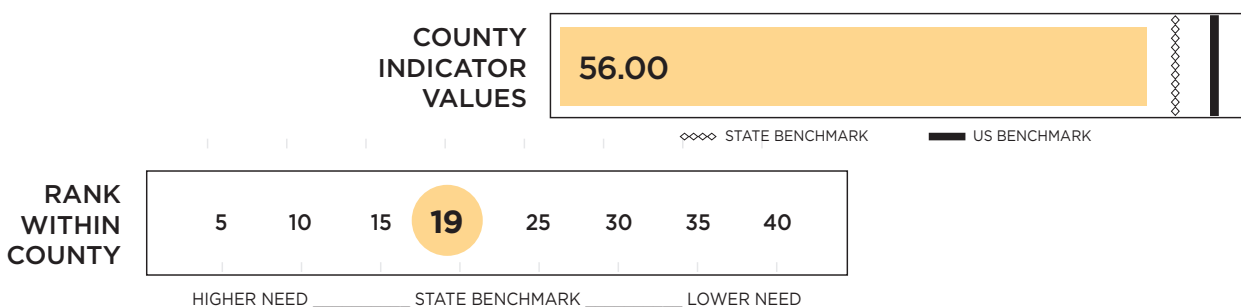 COUNTY
INDICATOR
VALUES
56.00
STATE BENCHMARK US BENCHMARK
RANK
WITHIN
COUNTY
5 10 15 19 25 30 35 40
HIGHER NEED STATE BENCHMARK LOWER NEED